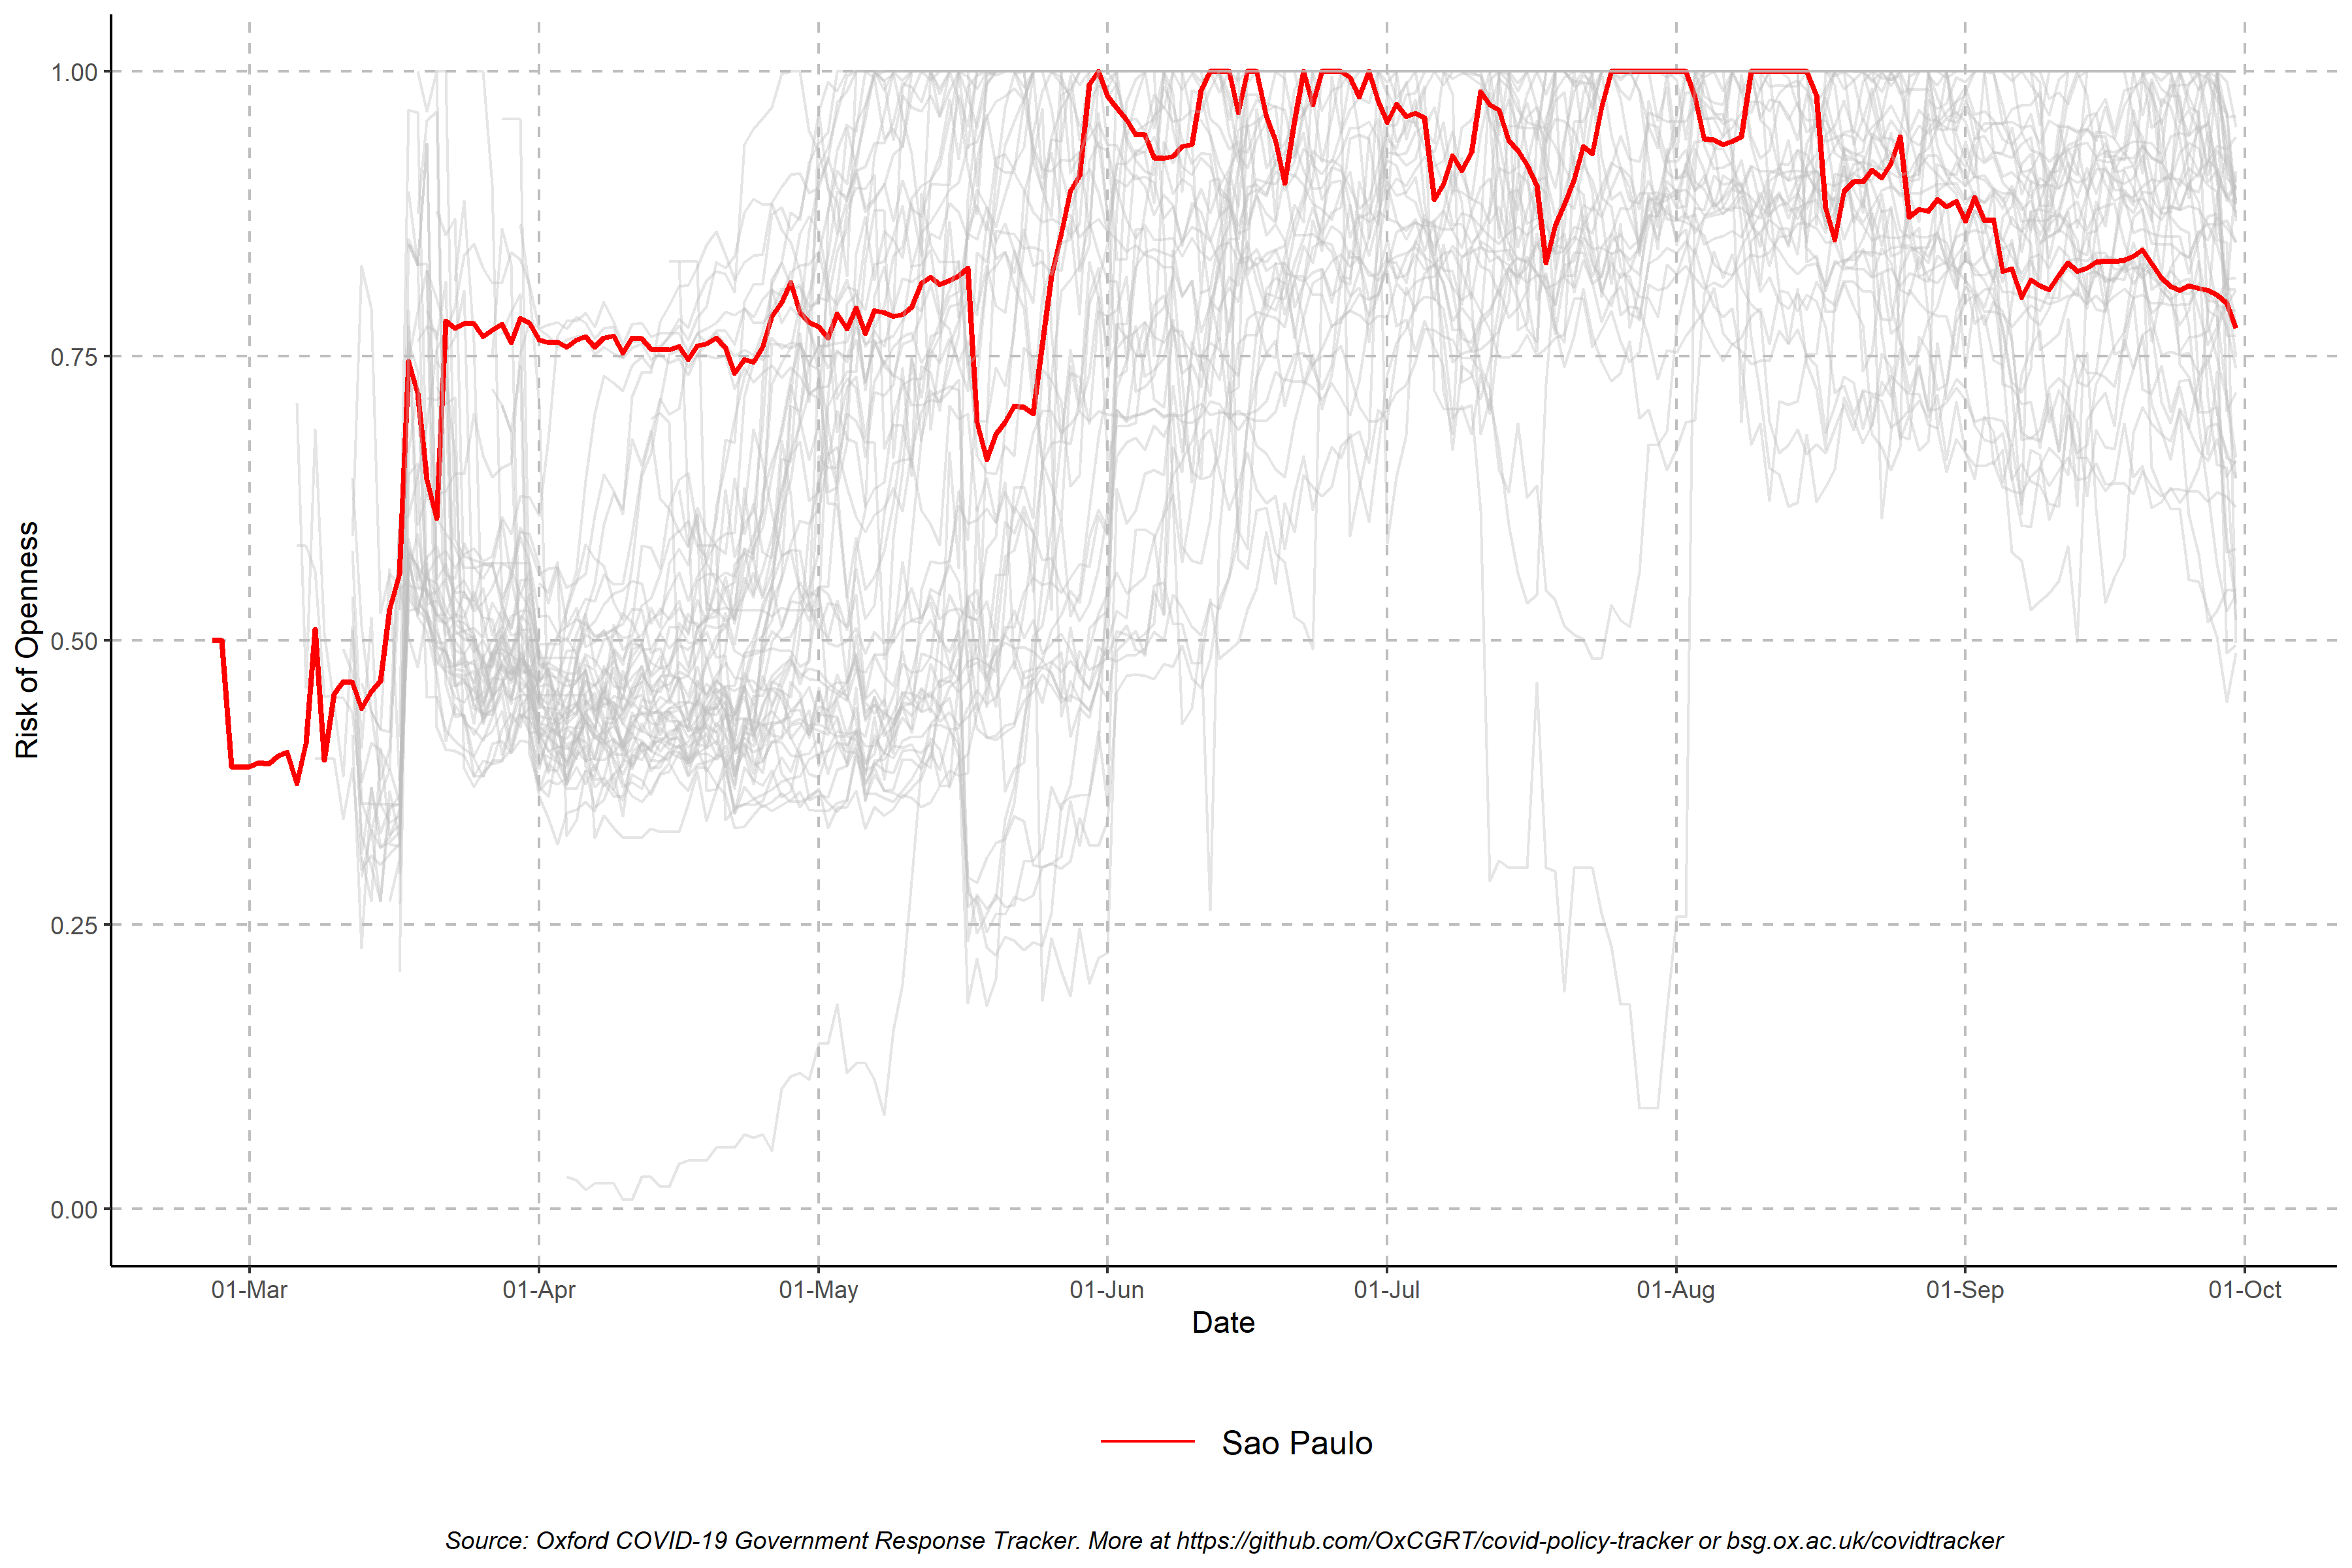 Risk of Openness
1.00
0.75
0.50
0.25
0.00
01-Mar 01-Apr 01-May 01-Jun 01-Jul 01-Aug 01-Sep 01-Oct
Date
Sao Paulo
Source: Oxford COVID-19 Government Response Tracker. More at https://github.com/OxCGRT/covid-policy-tracker or bsg.ox.ac.uk/covidtracker